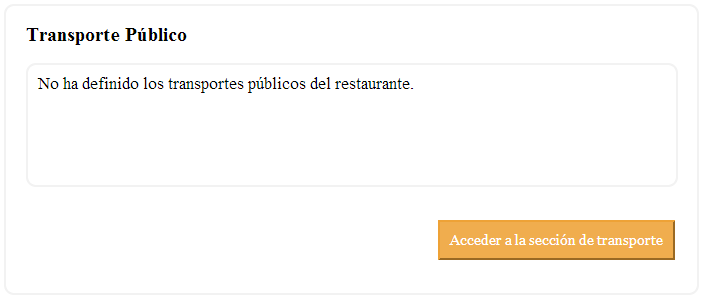 Transporte Público
No ha definido los transportes públicos del restaurante.
Acceder a la sección de transporte